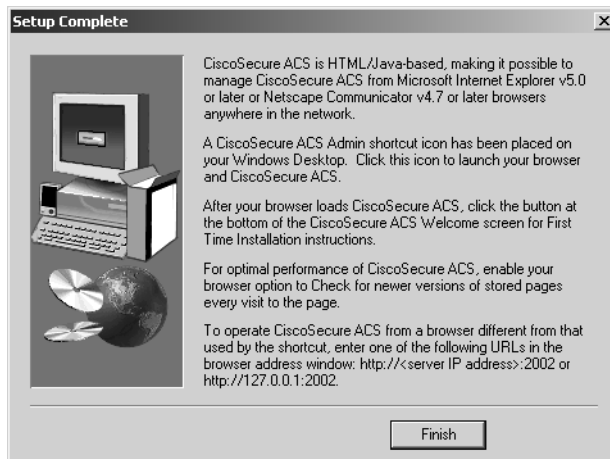 Setup Complete
CiscoSecure ACS is HTML/Java-based, making it possible to
manage CiscoSecure ACS from Microsoft Internet Explorer v5.0
or later or Netscape Communicator v4.7 or later browsers
anywhere in the network.
A CiscoSecure ACS Admin shortcut icon has been placed on
your Windows Desktop. Click this icon to launch your browser
and CiscoSecure ACS.
After your browser loads CiscoSecure ACS, click the button at
the bottom of the CiscoSecure ACS Welcome screen for First
Time Installation instructions.
For optimal performance of CiscoSecure ACS, enable your
browser option to Check for newer versions of stored pages
every visit to the page.
To operate CiscoSecure ACS from a browser different from that
used by the shortcut, enter one of the following URLs in the
browser address window: http://<server IP address>:2002 or
http://127.0.0.1:2002.
Finish